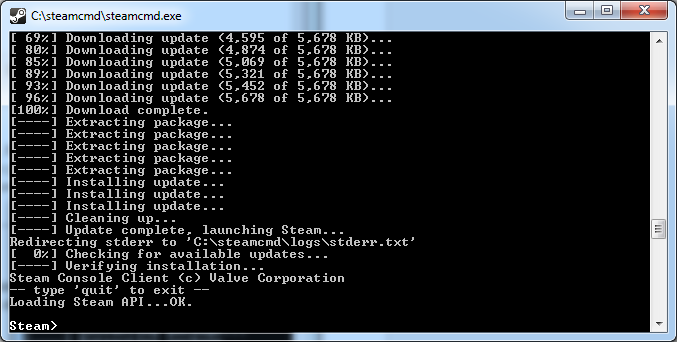 C:\steamcmd\steamcmd.exe
[ 69%] Downloading update (4,595 of 5,678 KB)...
[ 80%] Downloading update (4,874 of 5,678 KB)...
[ 85%] Downloading update (5,069 of 5,678 KB)...
[ 89%] Downloading update (5,321 of 5,678 KB)...
[ 93%] Downloading update (5,452 of 5,678 KB)...
[ 96%] Downloading update (5,678 of 5,678 KB)...
[100%] Download complete.
[----] Extracting package...
[----] Extracting package...
[----] Extracting package...
[----] Extracting package...
[----] Extracting package...
[----] Installing update...
[----] Installing update...
[----] Installing update...
[----] Cleaning up...
[----] Update complete, launching Steam...
Redirecting stderr to 'C:\steamcmd\logs\stderr.txt'
[  0%] Checking for available updates...
[----] Verifying installation...
Steam Console Client (c) Valve Corporation
-- type 'quit' to exit --
Loading Steam API...OK.
Steam>